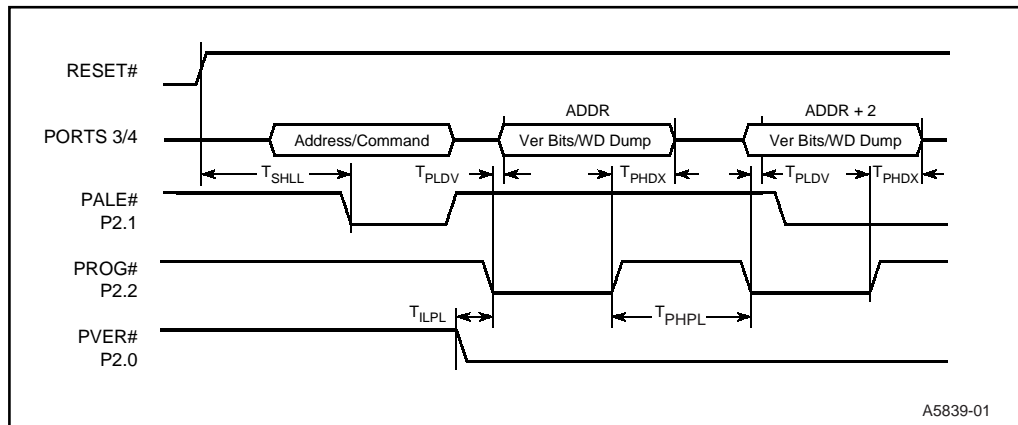 RESET#
ADDR
ADDR + 2
PORTS 3/4
Address/Command
Ver Bits/WD Dump
Ver Bits/WD Dump
TSHLL
TPLDV
TPHDX
TPLDV
TPHDX
PALE#
P2.1
PROG#
P2.2
TILPL
TPHPL
PVER#
P2.0
A5839-01